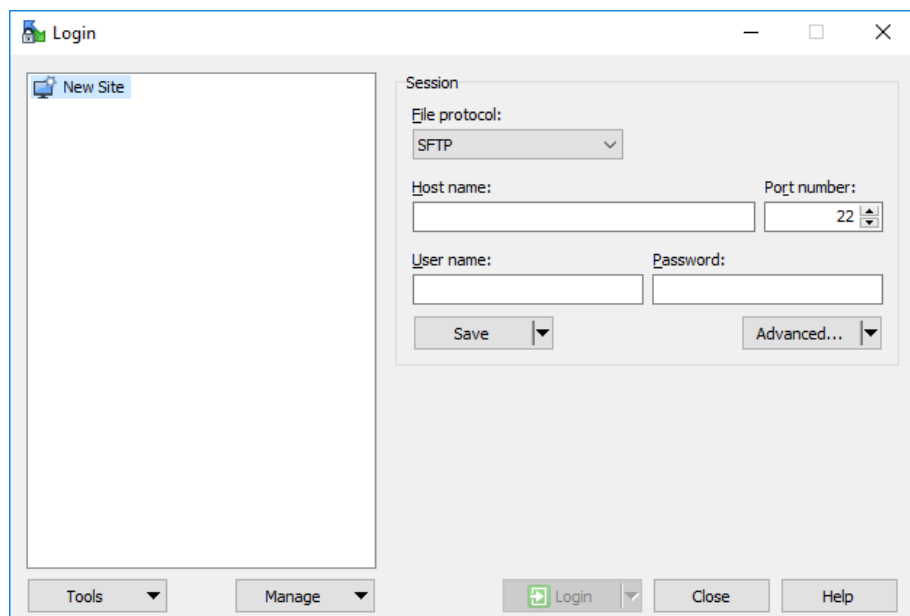 Login
New Site
Session
File protocol:
SFTP
Host name:
Port number:
22
User name:
Password:
Save
Advanced...
Tools
Manage
Login
Close
Help